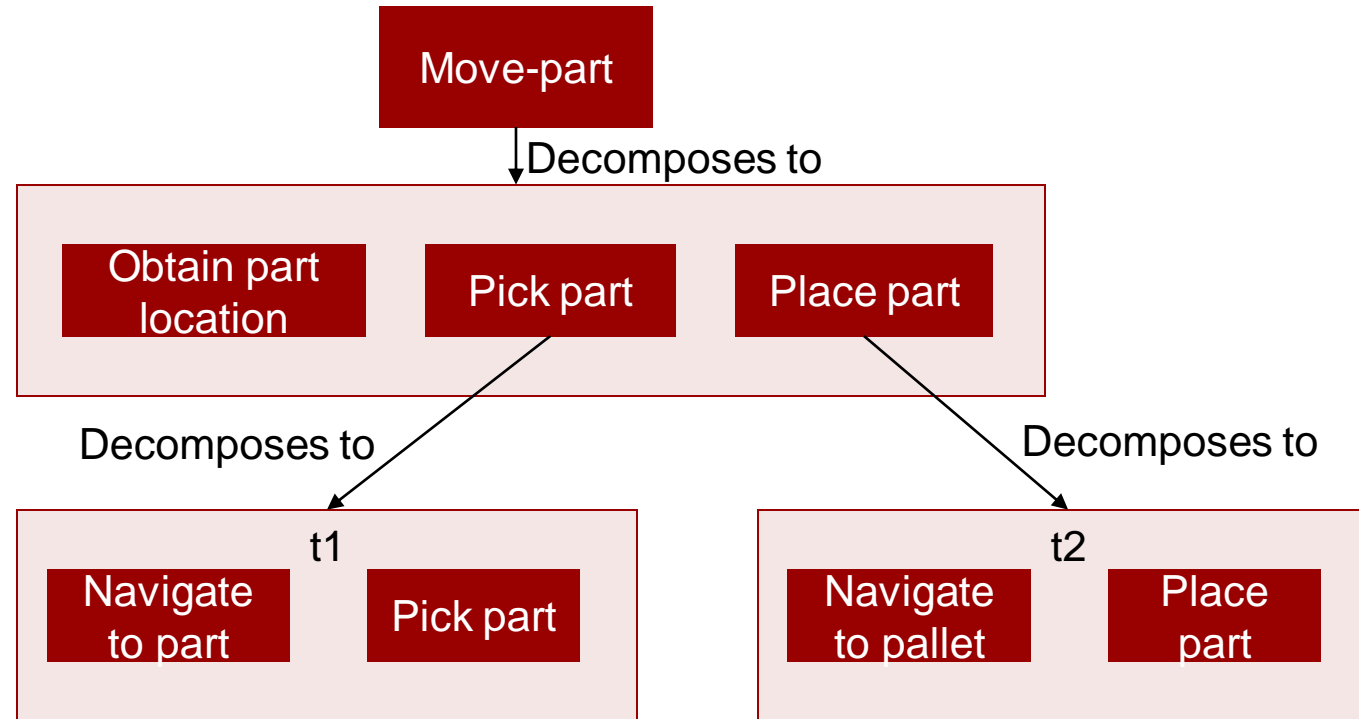 Move-part
Decomposes to
Obtain part
location
Pick part
Place part
Decomposes to
Decomposes to
t1
Navigate
to part
Pick part
t2
Navigate
to pallet
Place
part